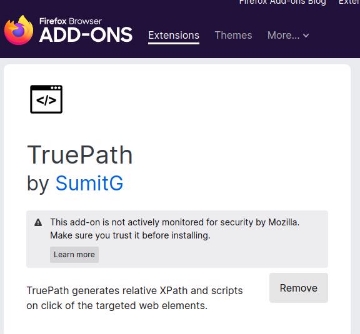 Firefox Add-ons Blog
Firefox Browser
ADD-ONS
Extensions Themes More...
</>
TruePath
by SumitG
This add-on is not actively monitored for security by Mozilla.
Make sure you trust it before installing.
Learn more
TruePath generates relative XPath and scripts
on click of the targeted web elements.
Remove